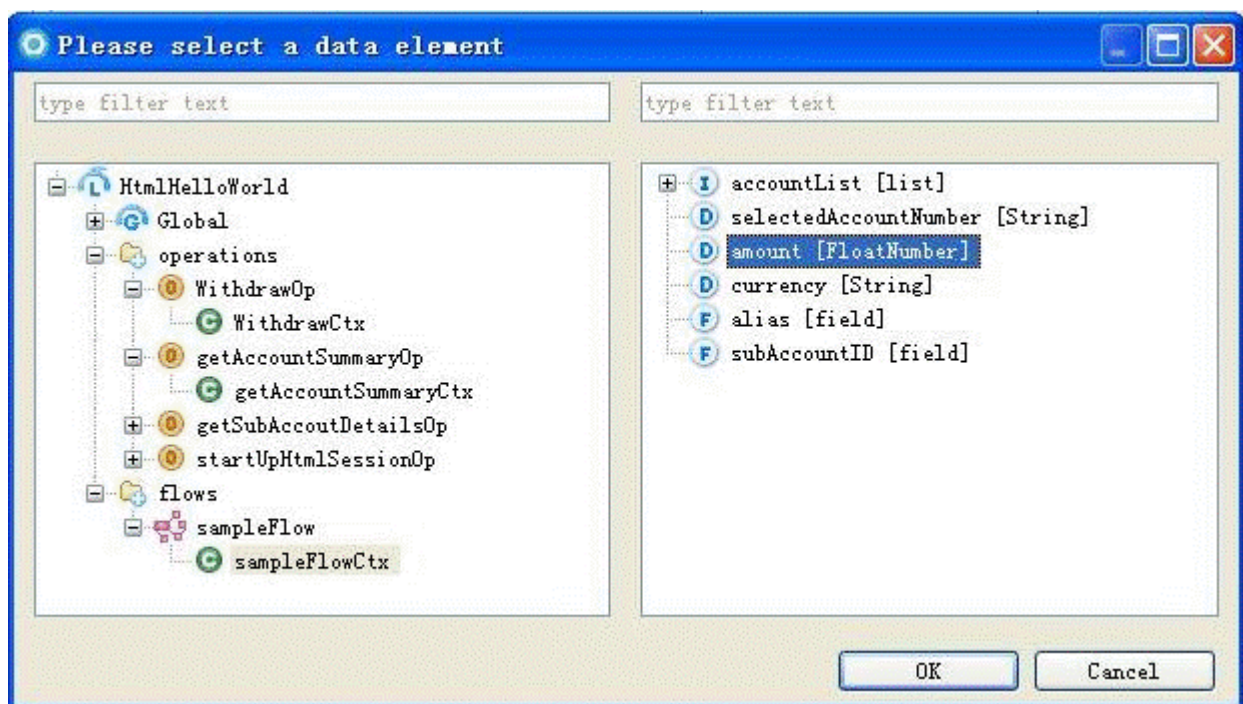 Please select a data element
type filter text
type filter text
HtmlHelloWorld
Global
operations
WithdrawOp
WithdrawCtx
getAccountSummaryOp
getAccountSummaryCtx
getSubAccoutDetailsOp
startUpHtmlSessionOp
flows
sampleFlow
sampleFlowCtx
accountList [list]
selectedAccountNumber [String]
amount [FloatNumber]
currency [String]
alias [field]
subAccountID [field]
OK
Cancel